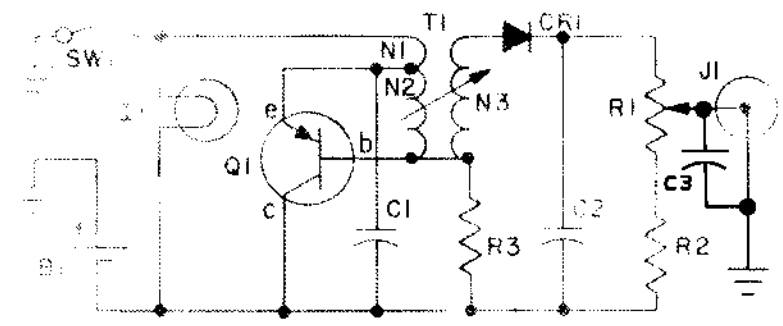 T1 CR1
SW N1 J1
N2 N3 R1
e
b
Q1
c C1 C2 C3
R3 R2